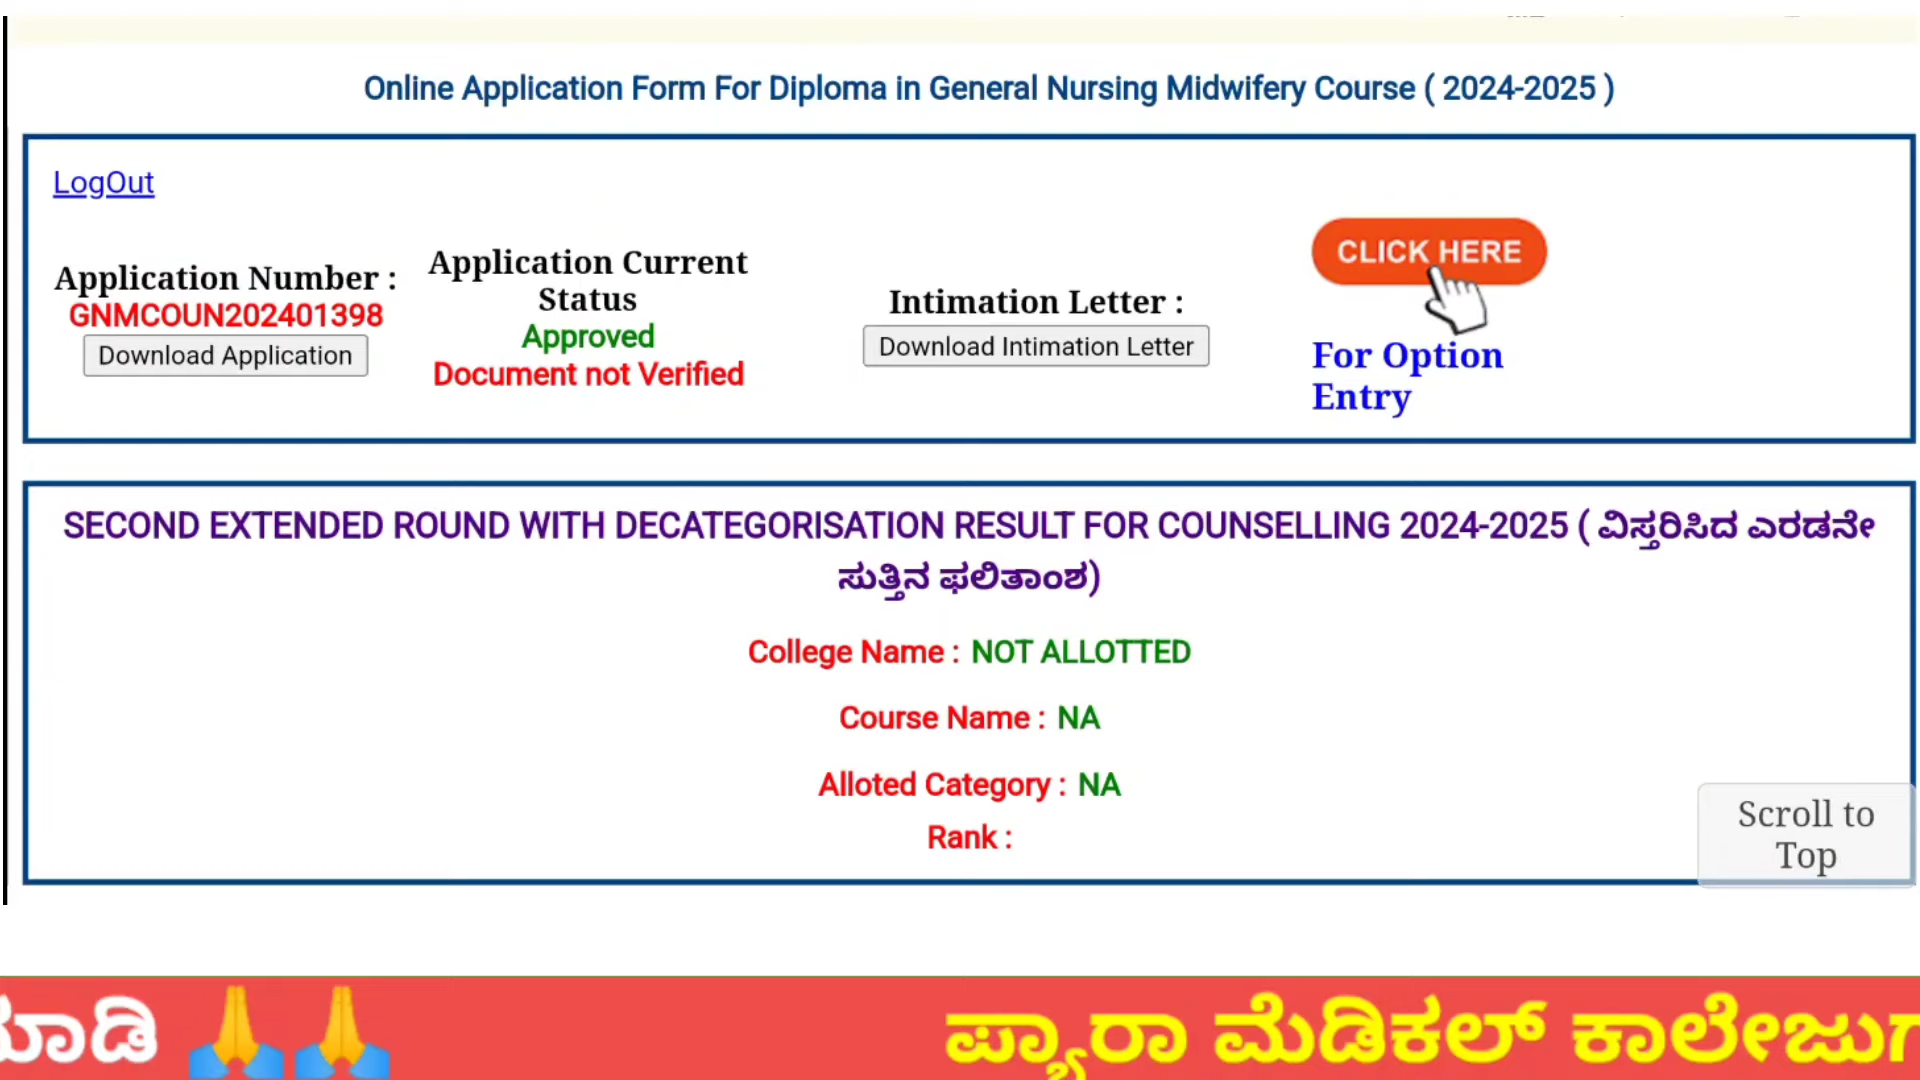 Online Application Form For Diploma in General Nursing Midwifery Course ( 2024-2025 )
LogOut
Application Number :
GNMCOUN202401398
Download Application
Application Current
Status
Approved
Document not Verified
Intimation Letter :
Download Intimation Letter
CLICK HERE
For Option
Entry
SECOND EXTENDED ROUND WITH DECATEGORISATION RESULT FOR COUNSELLING 2024-2025 ( ವಿಸ್ತರಿಸಿದ ಎರಡನೇ
ಸುತ್ತಿನ ಫಲಿತಾಂಶ)
College Name : NOT ALLOTTED
Course Name : NA
Alloted Category : NA
Rank :
Scroll to
Top
ಮಾಡಿ 🙏🙏 ಪ್ಯಾರಾ ಮೆಡಿಕಲ್